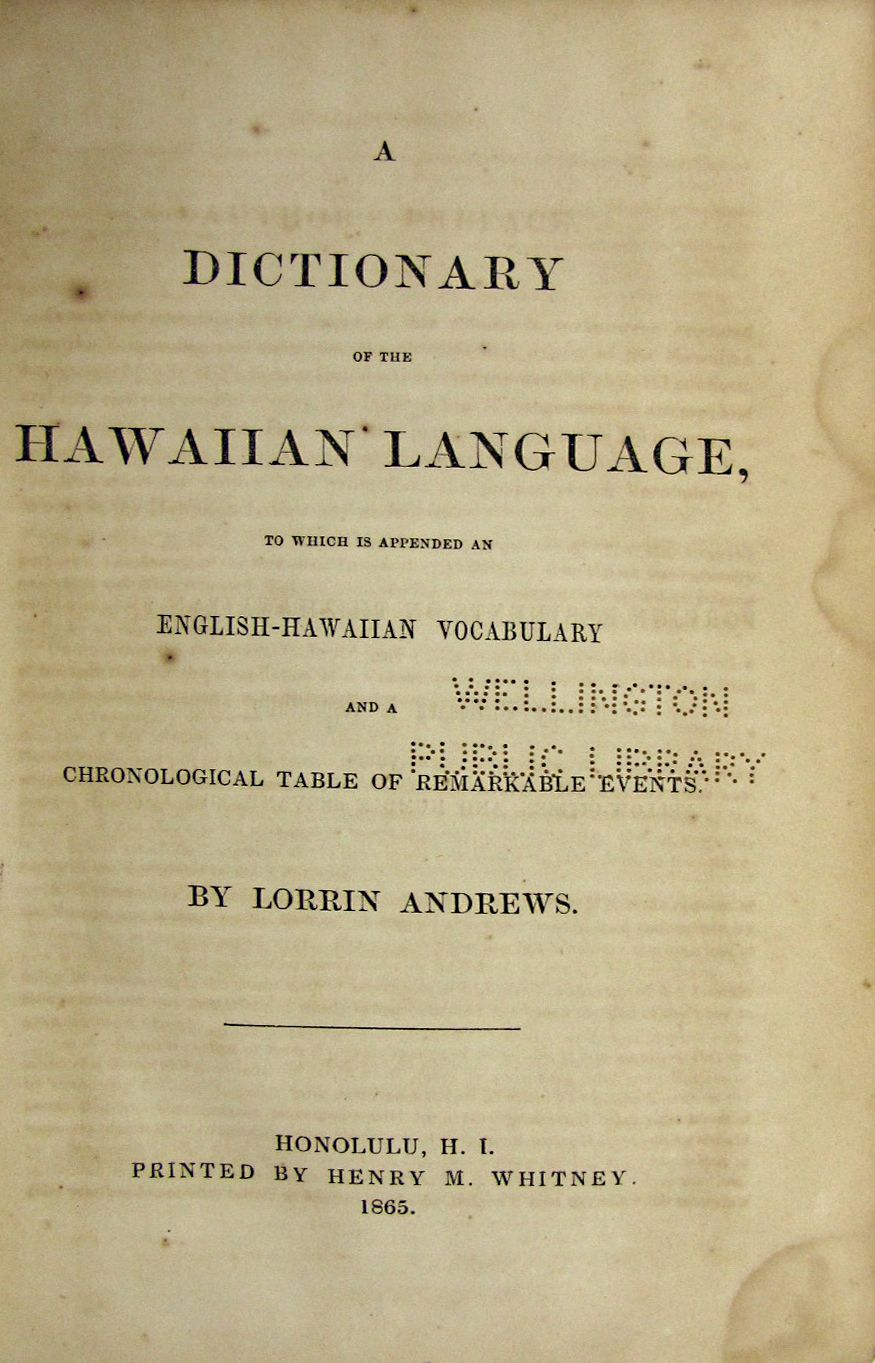 A
DICTIONARY
OF THE
HAWAIIAN LANGUAGE,
TO WHICH IS APPENDED AN
ENGLISH-HAWAIIAN VOCABULARY
AND A
WELLINGTON
PUBLIC LIBRARY
CHRONOLOGICAL TABLE OF REMARKABLE EVENTS.
BY LORRIN ANDREWS.
HONOLULU, H. I.
PRINTED BY HENRY M. WHITNEY.
1865.